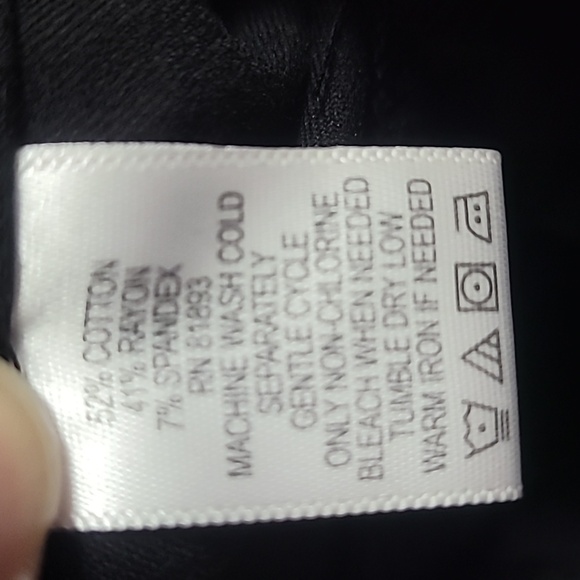 52% COTTON
41% RAYON
7% SPANDEX
RN 81893
MACHINE WASH COLD
SEPARATELY
GENTLE CYCLE
ONLY NON-CHLORINE
BLEACH WHEN NEEDED
TUMBLE DRY LOW
WARM IRON IF NEEDED